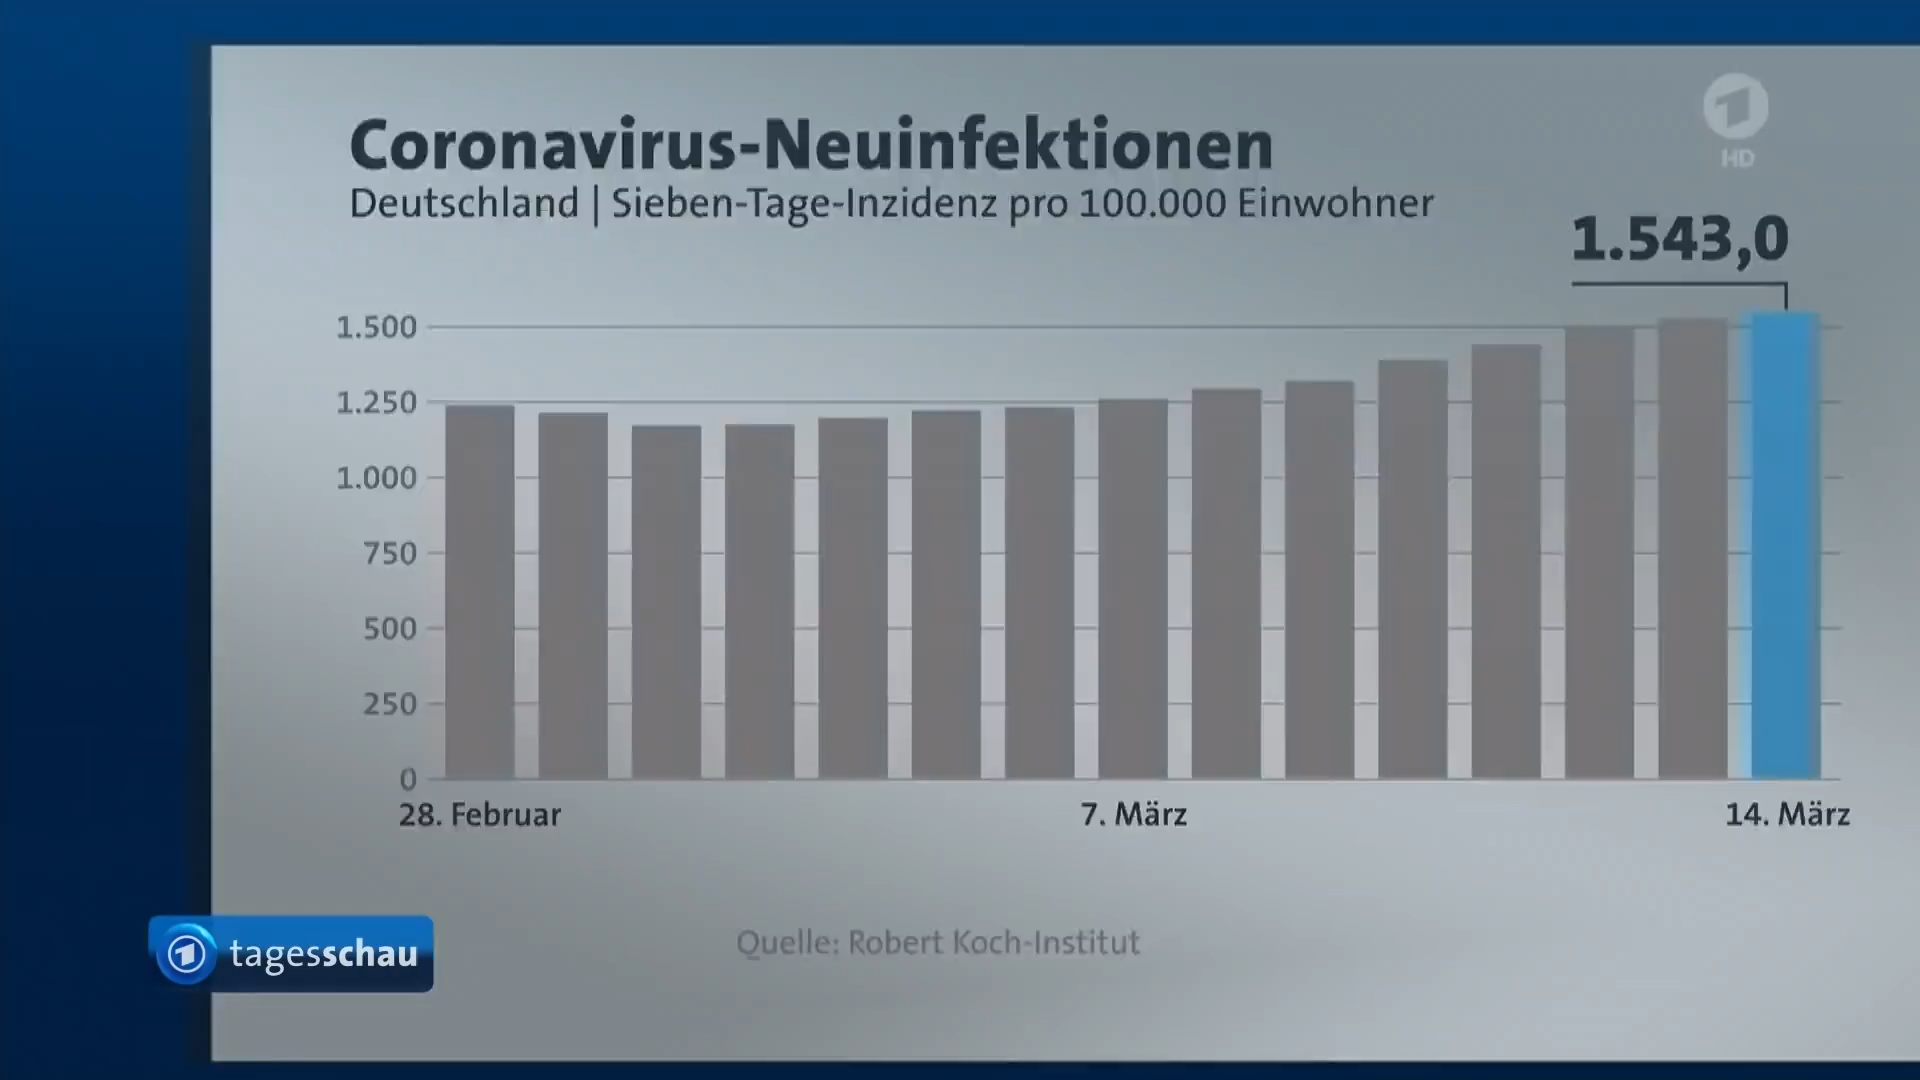 Coronavirus-Neuinfektionen
Deutschland | Sieben-Tage-Inzidenz pro 100.000 Einwohner
HD
1.543,0
1.500
1.250
1.000
750
500
250
0
28. Februar
7. März
14. März
tagesschau
Quelle: Robert Koch-Institut